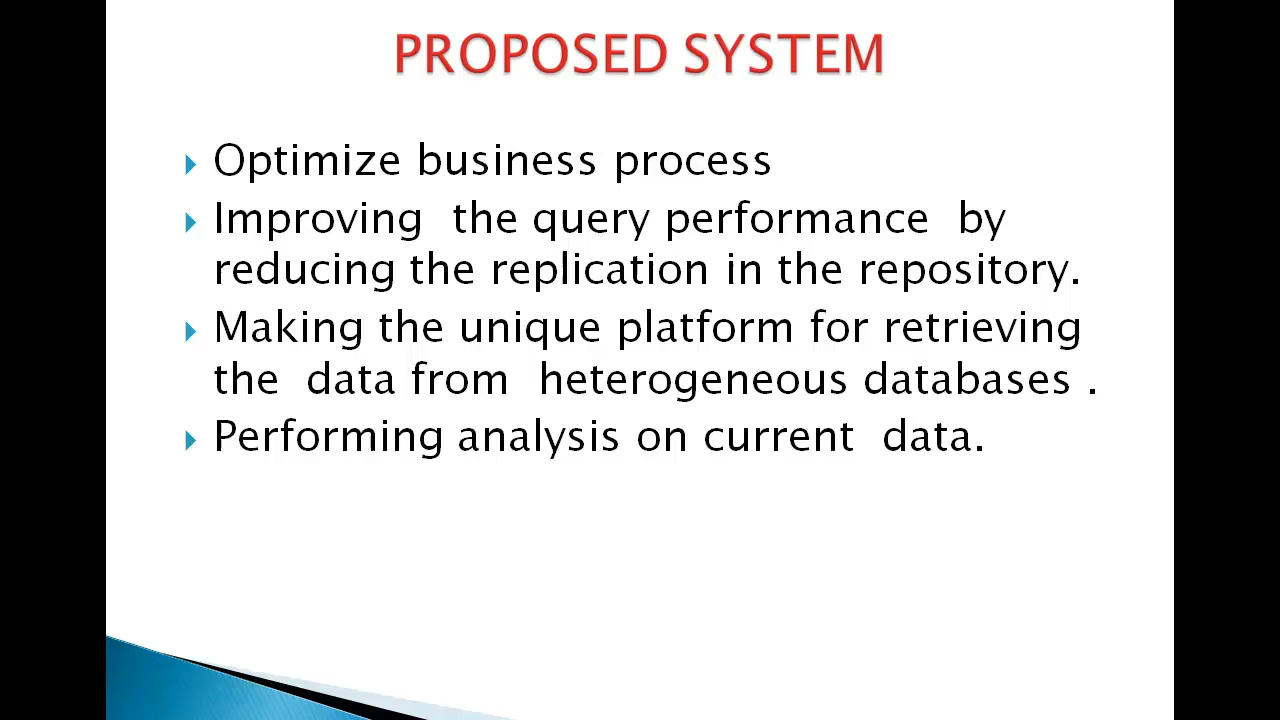 PROPOSED SYSTEM
Optimize business process
Improving the query performance by
reducing the replication in the repository.
Making the unique platform for retrieving
the data from heterogeneous databases .
Performing analysis on current data.